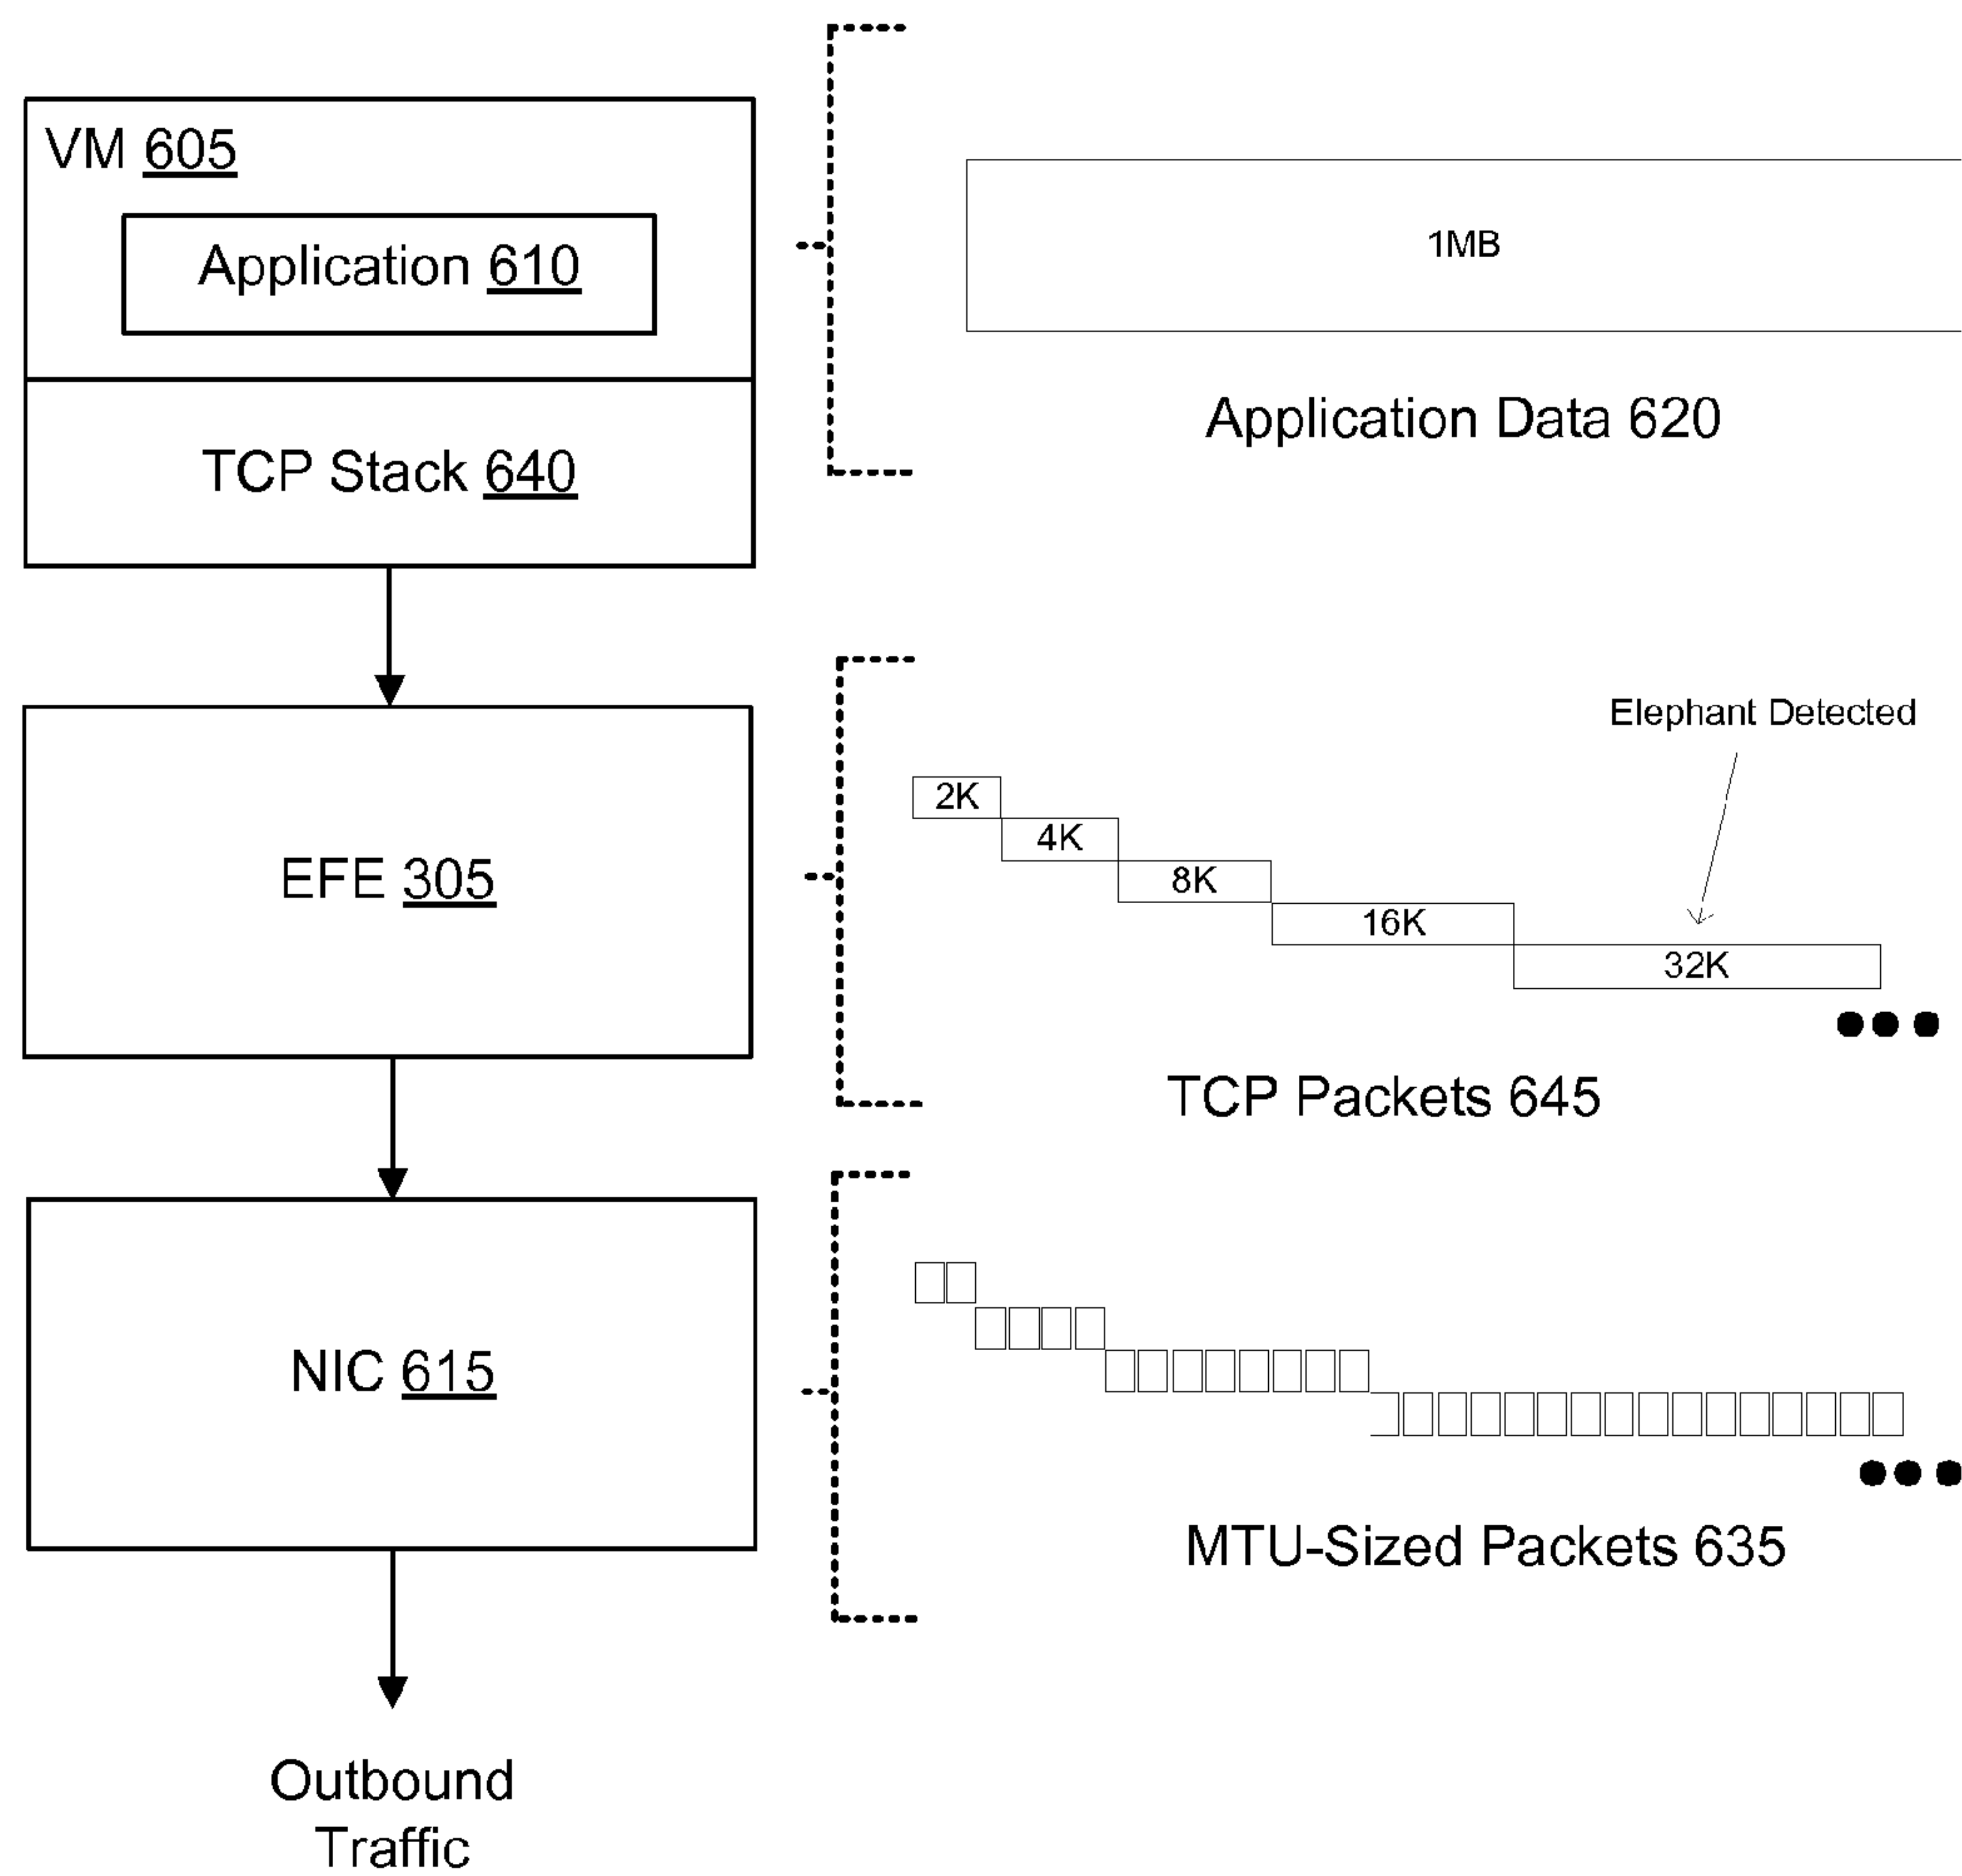 VM 605
Application 610
TCP Stack 640
1MB
Application Data 620
EFE 305
Elephant Detected
2K
4K
8K
16K
32K
TCP Packets 645
NIC 615
MTU-Sized Packets 635
Outbound
Traffic